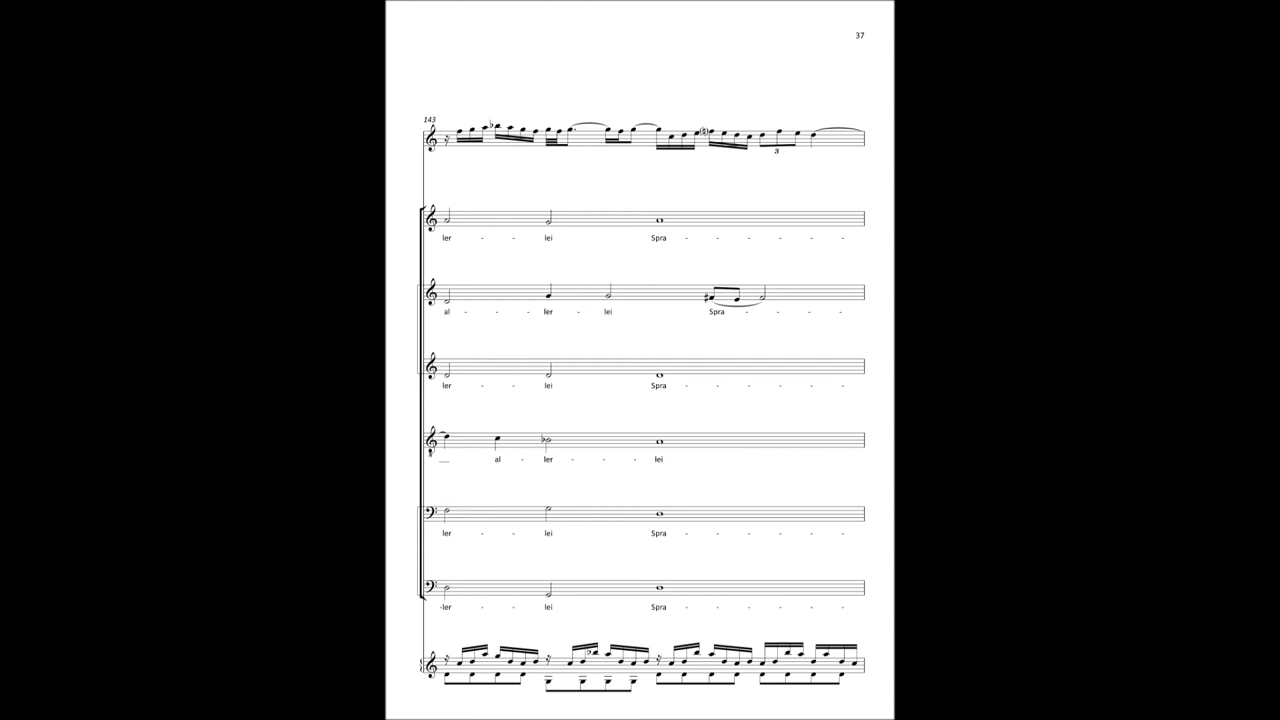 37
143
3
ler - - lei Spra - - - - - -
al - - - ler - lei Spra - - - -
ler - - lei Spra - - - - - -
__ al - ler - - - lei
ler - - lei Spra - - - - - -
-ler - - lei Spra - - - - - -